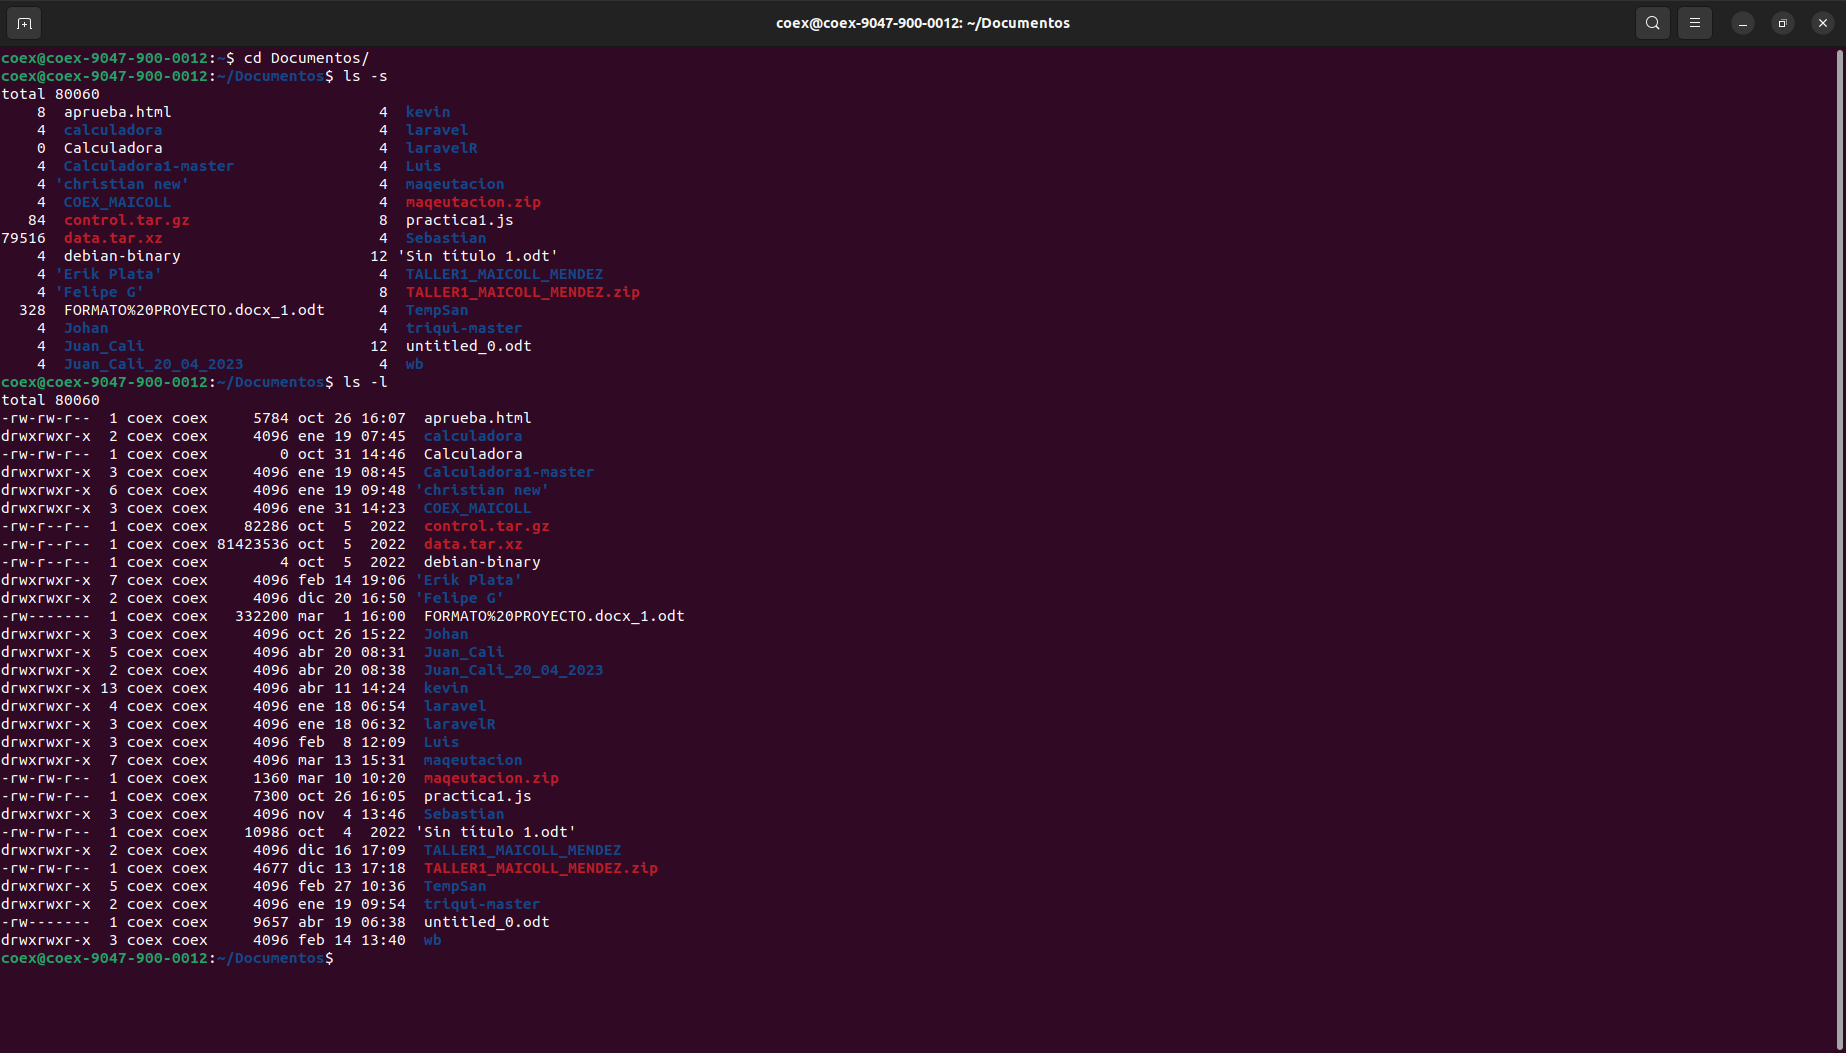 coex@coex-9047-900-0012: ~/Documentos
coex@coex-9047-900-0012:~$ cd Documentos/
coex@coex-9047-900-0012:~/Documentos$ ls -s
total 80060
8 aprueba.html 4 kevin
4 calculadora 4 laravel
0 Calculadora 4 laravelR
4 Calculadora1-master 4 Luis
4 'christian new' 4 maqeutacion
4 COEX_MAICOLL 4 maqeutacion.zip
84 control.tar.gz 8 practica1.js
79516 data.tar.xz 4 Sebastian
4 debian-binary 12 'Sin título 1.odt'
4 'Erik Plata' 4 TALLER1_MAICOLL_MENDEZ
4 'Felipe G' 8 TALLER1_MAICOLL_MENDEZ.zip
328 FORMATO%20PROYECTO.docx_1.odt 4 TempSan
4 Johan 4 triqui-master
4 Juan_Cali 12 untitled_0.odt
4 Juan_Cali_20_04_2023 4 wb
coex@coex-9047-900-0012:~/Documentos$ ls -l
total 80060
-rw-rw-r-- 1 coex coex 5784 oct 26 16:07 aprueba.html
drwxrwxr-x 2 coex coex 4096 ene 19 07:45 calculadora
-rw-rw-r-- 1 coex coex 0 oct 31 14:46 Calculadora
drwxrwxr-x 3 coex coex 4096 ene 19 08:45 Calculadora1-master
drwxrwxr-x 6 coex coex 4096 ene 19 09:48 'christian new'
drwxrwxr-x 3 coex coex 4096 ene 31 14:23 COEX_MAICOLL
-rw-r--r-- 1 coex coex 82286 oct 5 2022 control.tar.gz
-rw-r--r-- 1 coex coex 81423536 oct 5 2022 data.tar.xz
-rw-r--r-- 1 coex coex 4 oct 5 2022 debian-binary
drwxrwxr-x 7 coex coex 4096 feb 14 19:06 'Erik Plata'
drwxrwxr-x 2 coex coex 4096 dic 20 16:50 'Felipe G'
-rw------- 1 coex coex 332200 mar 1 16:00 FORMATO%20PROYECTO.docx_1.odt
drwxrwxr-x 3 coex coex 4096 oct 26 15:22 Johan
drwxrwxr-x 5 coex coex 4096 abr 20 08:31 Juan_Cali
drwxrwxr-x 2 coex coex 4096 abr 20 08:38 Juan_Cali_20_04_2023
drwxrwxr-x 13 coex coex 4096 abr 11 14:24 kevin
drwxrwxr-x 4 coex coex 4096 ene 18 06:54 laravel
drwxrwxr-x 3 coex coex 4096 ene 18 06:32 laravelR
drwxrwxr-x 3 coex coex 4096 feb 8 12:09 Luis
drwxrwxr-x 7 coex coex 4096 mar 13 15:31 maqeutacion
-rw-rw-r-- 1 coex coex 1360 mar 10 10:20 maqeutacion.zip
-rw-rw-r-- 1 coex coex 7300 oct 26 16:05 practica1.js
drwxrwxr-x 3 coex coex 4096 nov 4 13:46 Sebastian
-rw-rw-r-- 1 coex coex 10986 oct 4 2022 'Sin título 1.odt'
drwxrwxr-x 2 coex coex 4096 dic 16 17:09 TALLER1_MAICOLL_MENDEZ
-rw-rw-r-- 1 coex coex 4677 dic 13 17:18 TALLER1_MAICOLL_MENDEZ.zip
drwxrwxr-x 5 coex coex 4096 feb 27 10:36 TempSan
drwxrwxr-x 2 coex coex 4096 ene 19 09:54 triqui-master
-rw------- 1 coex coex 9657 abr 19 06:38 untitled_0.odt
drwxrwxr-x 3 coex coex 4096 feb 14 13:40 wb
coex@coex-9047-900-0012:~/Documentos$